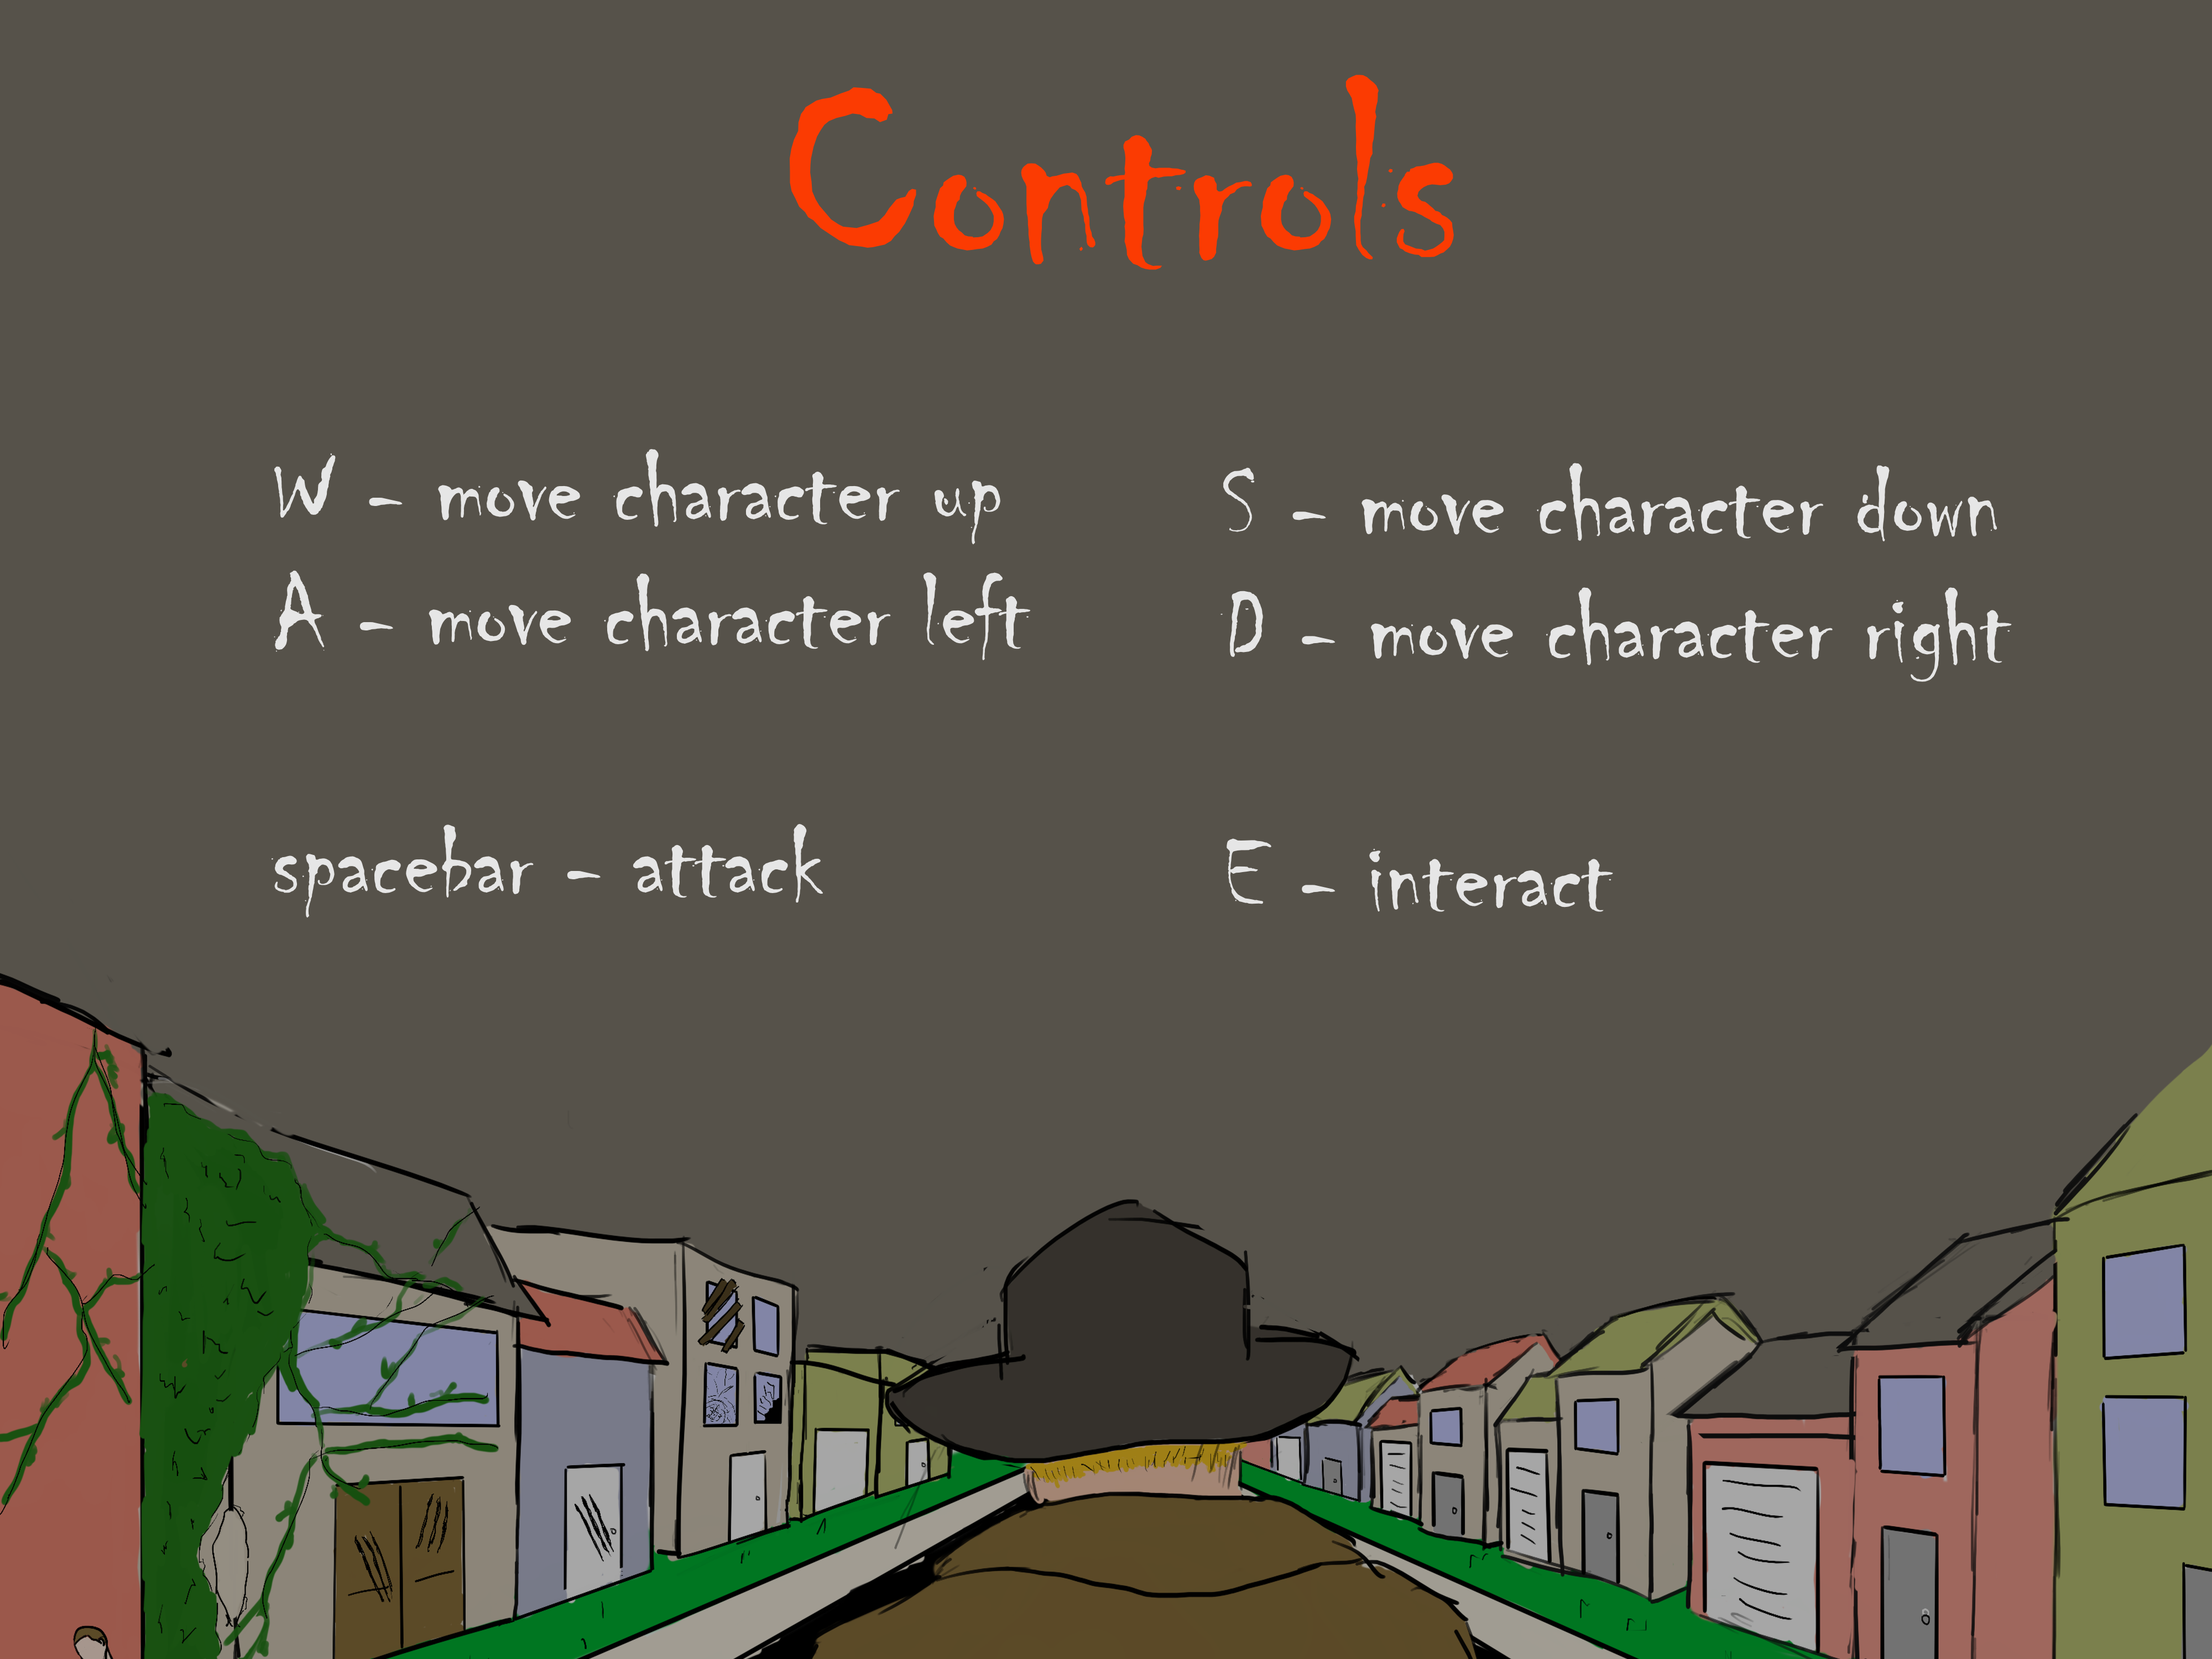 Controls
W - move character up
S - move character down
A - move character left
D - move character right
spacebar - attack
E - interact